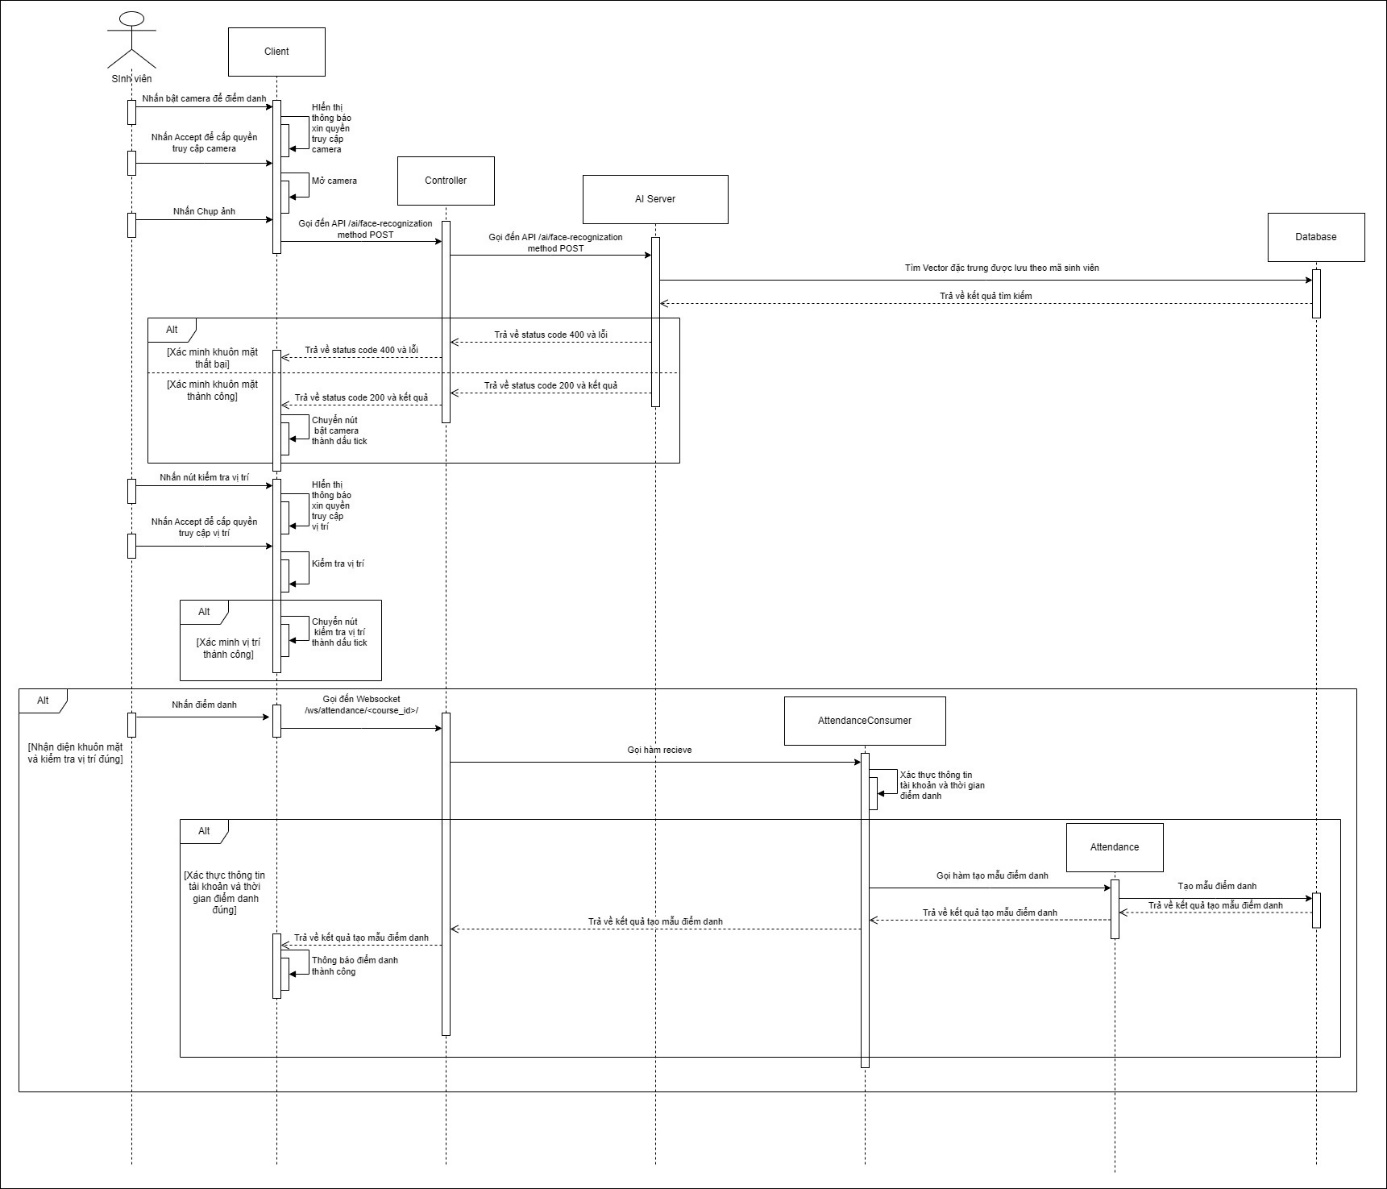 SInh viên
Client
Nhấn bật camera để điểm danh
HIển thị
thông báo
xin quyền
truy cập
camera
Nhấn Accept để cấp quyền
truy cập camera
Mở camera
Controller
AI Server
Nhấn Chụp ảnh
Gọi đến API /ai/face-recognization
method POST
Gọi đến API /ai/face-recognization
method POST
Database
Tìm Vector đặc trưng được lưu theo mã sinh viên
Trả về kết quả tìm kiếm
Alt
[Xác minh khuôn mặt
thất bại]
Trả về status code 400 và lỗi
Trả về status code 400 và lỗi
[Xác minh khuôn mặt
thành công]
Trả về status code 200 và kết quả
Trả về status code 200 và kết quả
Chuyển nút
bật camera
thành dấu tick
Nhấn nút kiểm tra vị trí
HIển thị
thông báo
xin quyền
truy cập
vị trí
Nhấn Accept để cấp quyền
truy cập vị trí
Kiểm tra vị trí
Alt
Chuyển nút
kiểm tra vị trí
thành dấu tick
[Xác minh vị trí
thành công]
Alt
Nhấn điểm danh
Gọi đến Websocket
/ws/attendance/<course_id>/
AttendanceConsumer
[Nhận diện khuôn mặt
và kiểm tra vị trí đúng]
Gọi hàm recieve
Xác thực thông tin
tài khoản và thời gian
điểm danh
Alt
Attendance
[Xác thực thông tin
tài khoản và thời
gian điểm danh
đúng]
Gọi hàm tạo mẫu điểm danh
Tạo mẫu điểm danh
Trả về kết quả tạo mẫu điểm danh
Trả về kết quả tạo mẫu điểm danh
Trả về kết quả tạo mẫu điểm danh
Trả về kết quả tạo mẫu điểm danh
Thông báo điểm danh
thành công